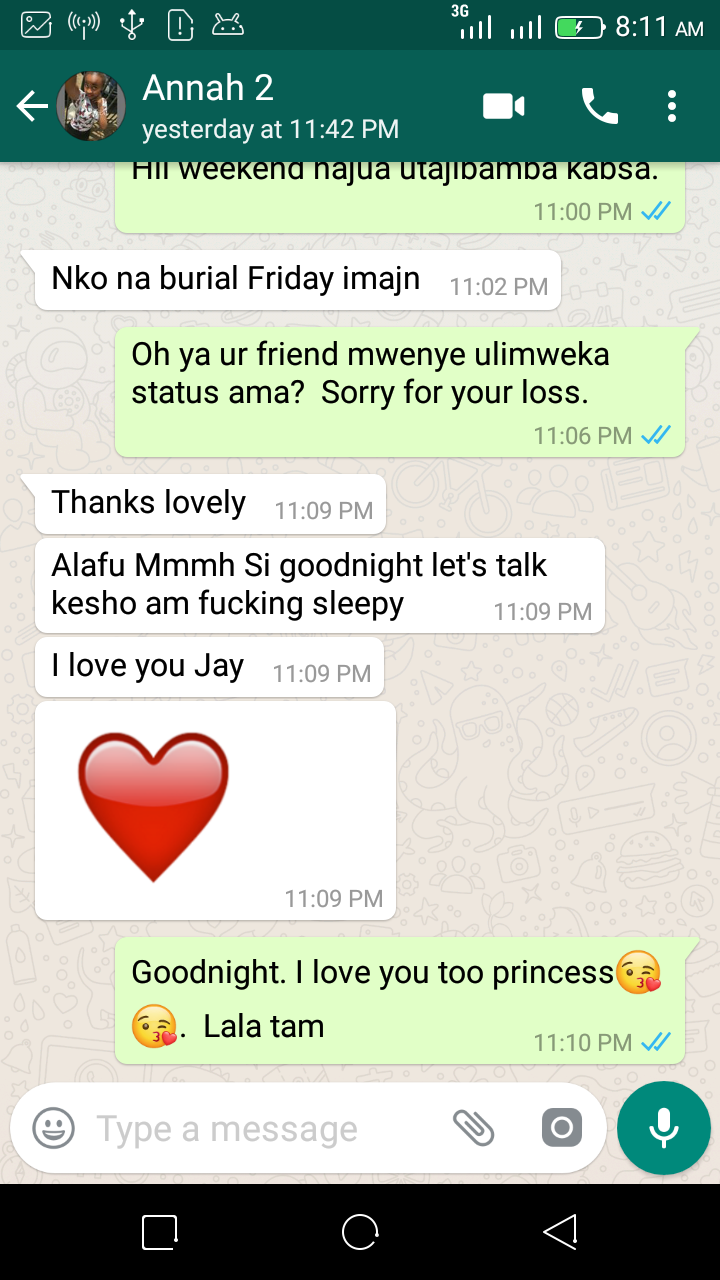 3G
8:11 AM
Annah 2
yesterday at 11:42 PM
Hii weekend najua utajibamba kabsa.
11:00 PM
Nko na burial Friday imajn
11:02 PM
Oh ya ur friend mwenye ulimweka
status ama? Sorry for your loss.
11:06 PM
Thanks lovely
11:09 PM
Alafu Mmmh Si goodnight let's talk
kesho am fucking sleepy
11:09 PM
I love you Jay
11:09 PM
11:09 PM
Goodnight. I love you too princess😘
😘. Lala tam
11:10 PM
Type a message